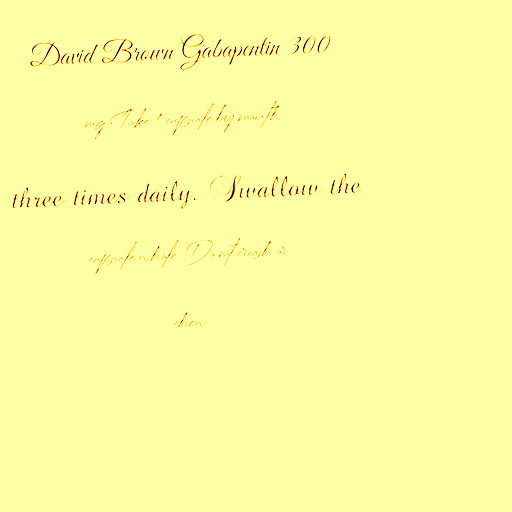 David Brown Gabapentin 300
mg. Take 1 capsule by mouth
three times daily. Swallow the
capsule whole. Do not crush or
chew